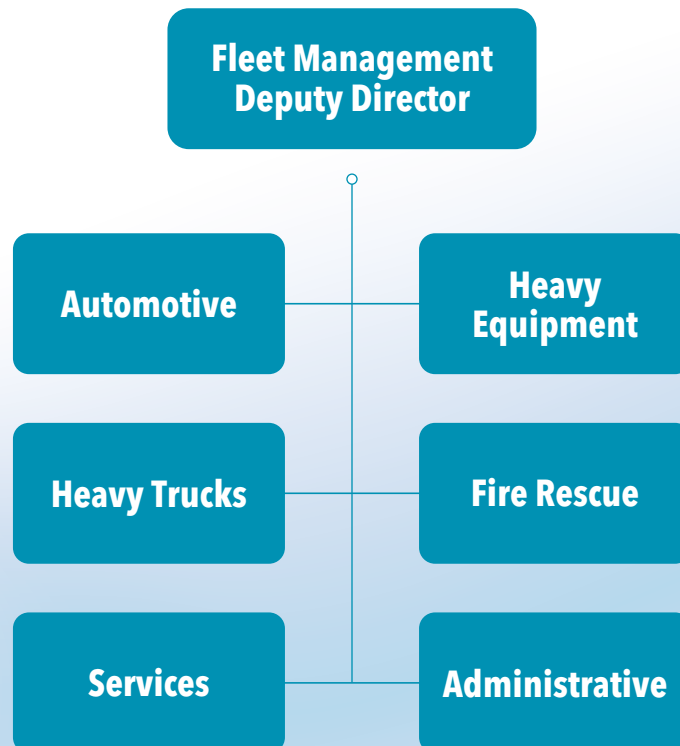 Fleet Management
Deputy Director
Automotive
Heavy
Equipment
Heavy Trucks
Fire Rescue
Services
Administrative